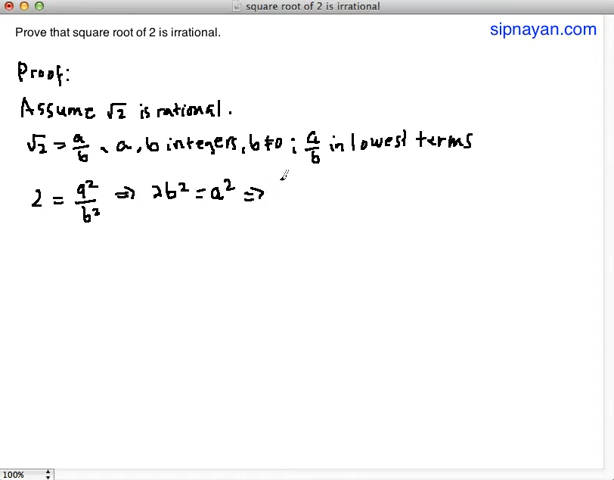 square root of 2 is irrational
Prove that square root of 2 is irrational.
sipnayan.com
Proof:
Assume √2 is rational.
√2 = a/b, a, b integers, b≠0; a/b in lowest terms
2 = a²/b² ⇒ 2b² = a² ⇒
100%